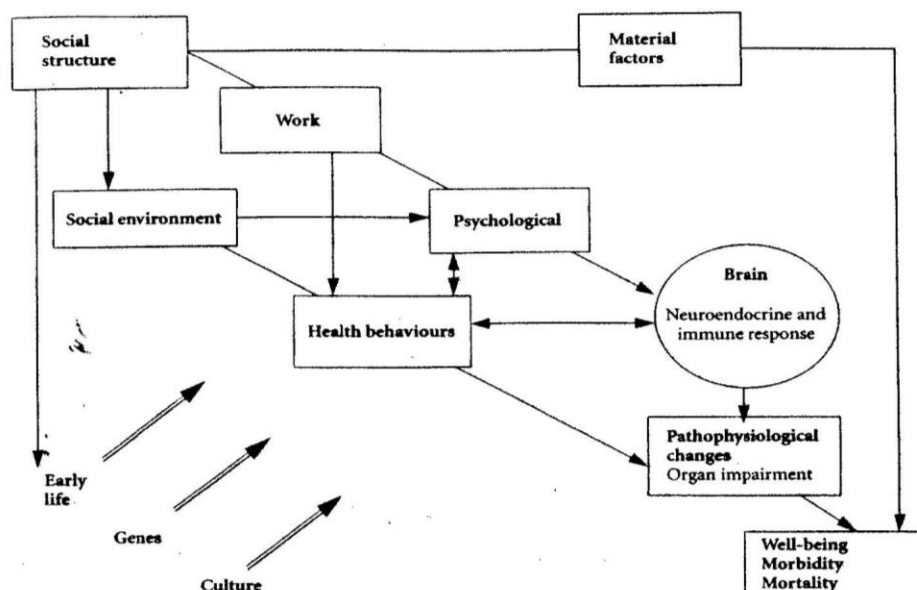 Social
structure
Material
factors
Work
Social environment
Psychological
Brain
Neuroendocrine and
immune response
Health behaviours
Pathophysiological
changes
Organ impairment
Early
life
Genes
Culture
Well-being
Morbidity
Mortality